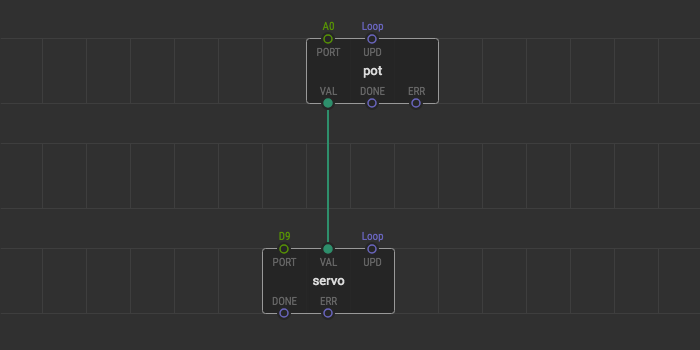 A0 Loop
PORT UPD
pot
VAL DONE ERR
D9 Loop
PORT VAL UPD
servo
DONE ERR